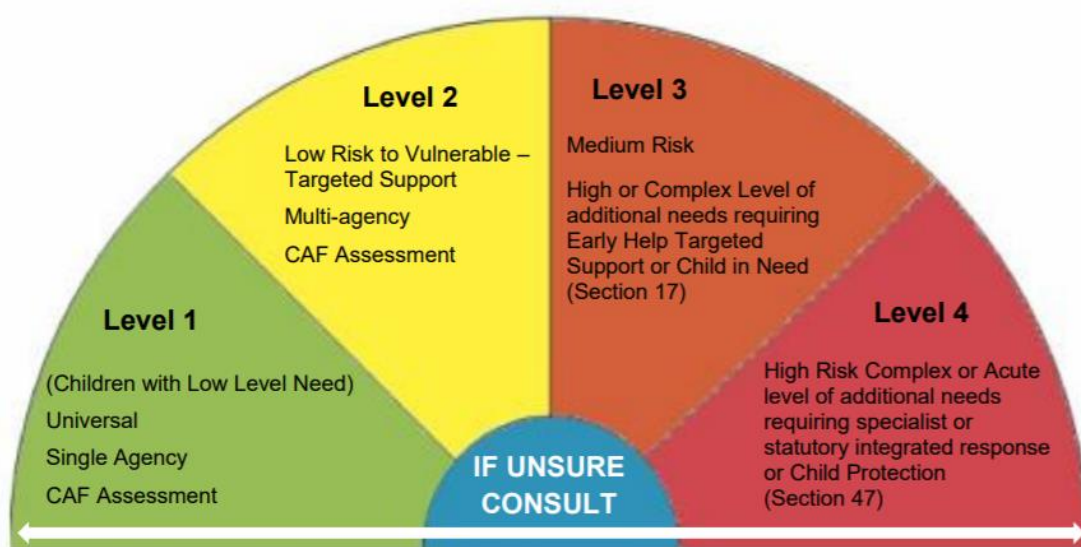 Level 1
(Children with Low Level Need)
Universal
Single Agency
CAF Assessment
Level 2
Low Risk to Vulnerable –
Targeted Support
Multi-agency
CAF Assessment
Level 3
Medium Risk
High or Complex Level of
additional needs requiring
Early Help Targeted
Support or Child in Need
(Section 17)
Level 4
High Risk Complex or Acute
level of additional needs
requiring specialist or
statutory integrated response
or Child Protection
(Section 47)
IF UNSURE
CONSULT